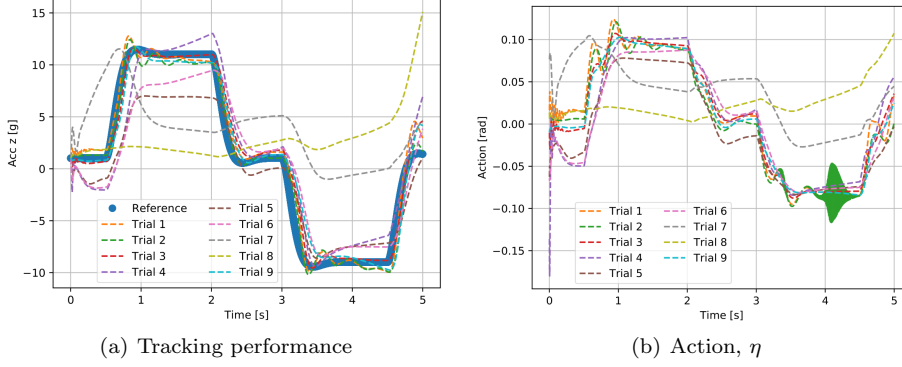 15
10
5
0
−5
−10
Acc z [g]
Reference
Trial 1
Trial 2
Trial 3
Trial 4
Trial 5
Trial 6
Trial 7
Trial 8
Trial 9
0 1 2 3 4 5
Time [s]
(a) Tracking performance
0.10
0.05
0.00
−0.05
−0.10
−0.15
Action [rad]
Trial 1
Trial 2
Trial 3
Trial 4
Trial 5
Trial 6
Trial 7
Trial 8
Trial 9
0 1 2 3 4 5
Time [s]
(b) Action, η